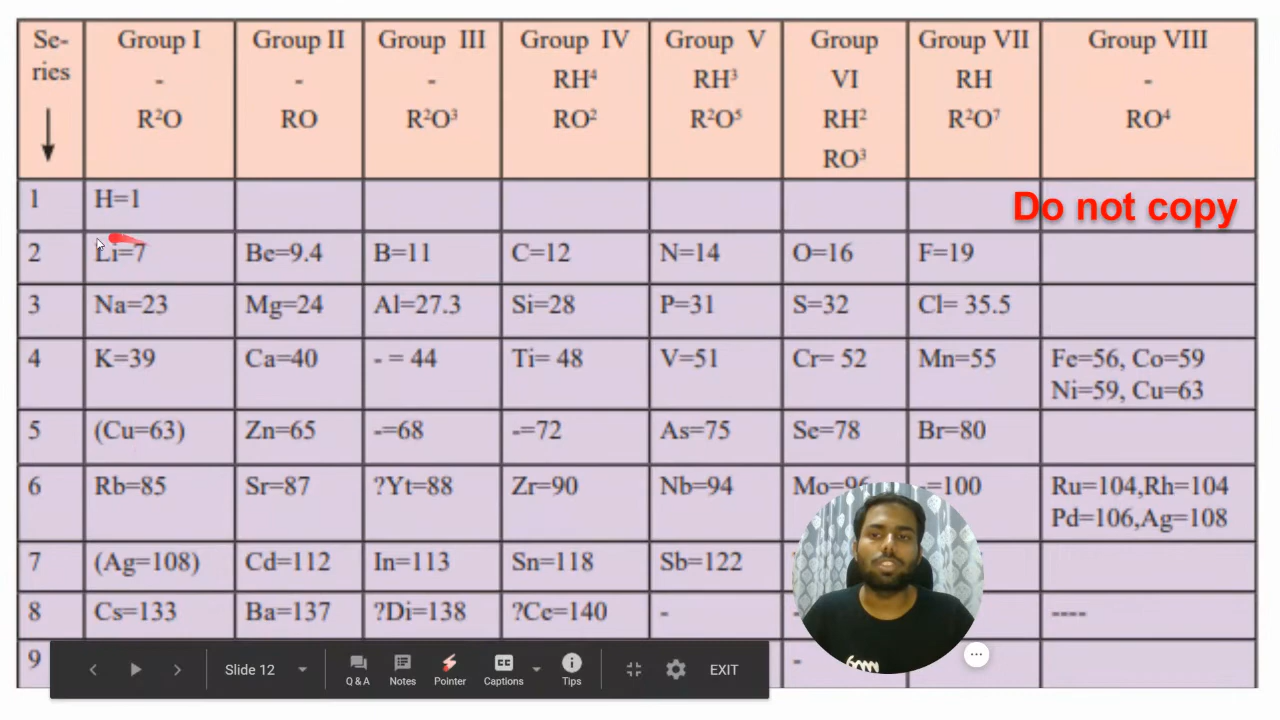 Se- Group I Group II Group III Group IV Group V Group Group VII Group VIII
ries - - - RH⁴ RH³ VI RH -
R²O RO R²O³ RO² R²O⁵ RH² R²O⁷ RO⁴
RO³
1 H=1
Do not copy
2 Li=7 Be=9.4 B=11 C=12 N=14 O=16 F=19
3 Na=23 Mg=24 Al=27.3 Si=28 P=31 S=32 Cl= 35.5
4 K=39 Ca=40 - = 44 Ti= 48 V=51 Cr= 52 Mn=55 Fe=56, Co=59
Ni=59, Cu=63
5 (Cu=63) Zn=65 -=68 -=72 As=75 Se=78 Br=80
6 Rb=85 Sr=87 ?Yt=88 Zr=90 Nb=94 Mo=96 =100 Ru=104,Rh=104
Pd=106,Ag=108
7 (Ag=108) Cd=112 In=113 Sn=118 Sb=122
8 Cs=133 Ba=137 ?Di=138 ?Ce=140 - - ----
9 -
Slide 12 Q & A Notes Pointer CC Captions Tips EXIT